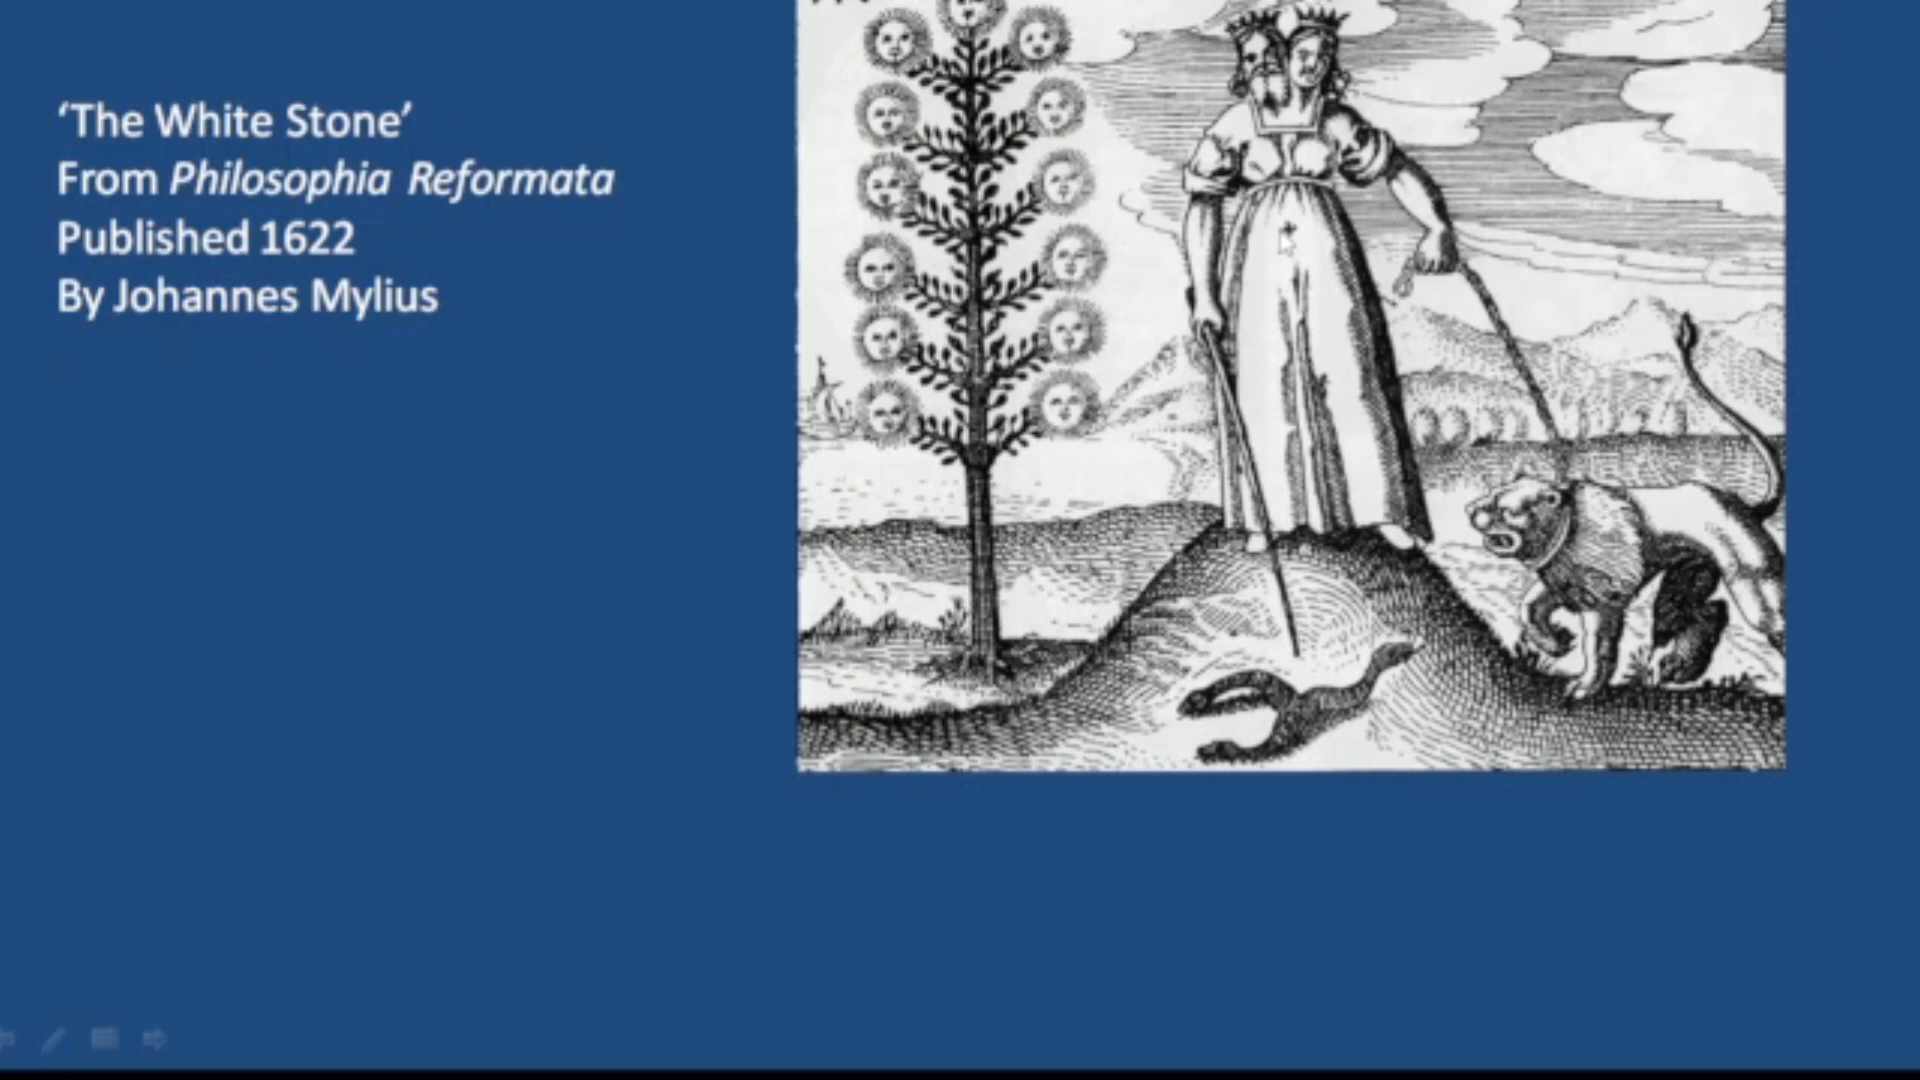 ‘The White Stone’
From Philosophia Reformata
Published 1622
By Johannes Mylius